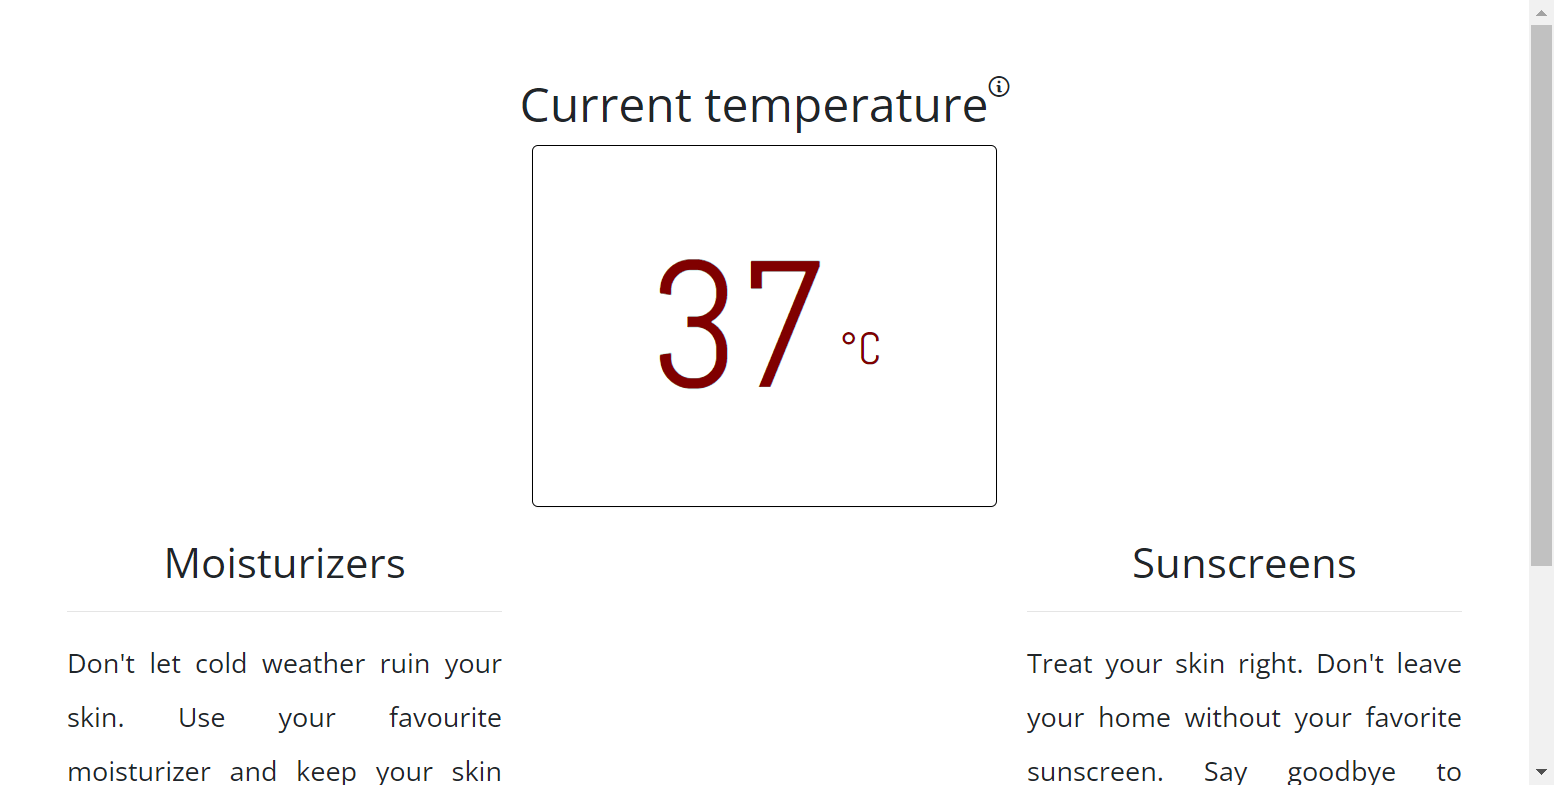 Current temperature
37 °C
Moisturizers
Don't let cold weather ruin your
skin. Use your favourite
moisturizer and keep your skin
Sunscreens
Treat your skin right. Don't leave
your home without your favorite
sunscreen. Say goodbye to